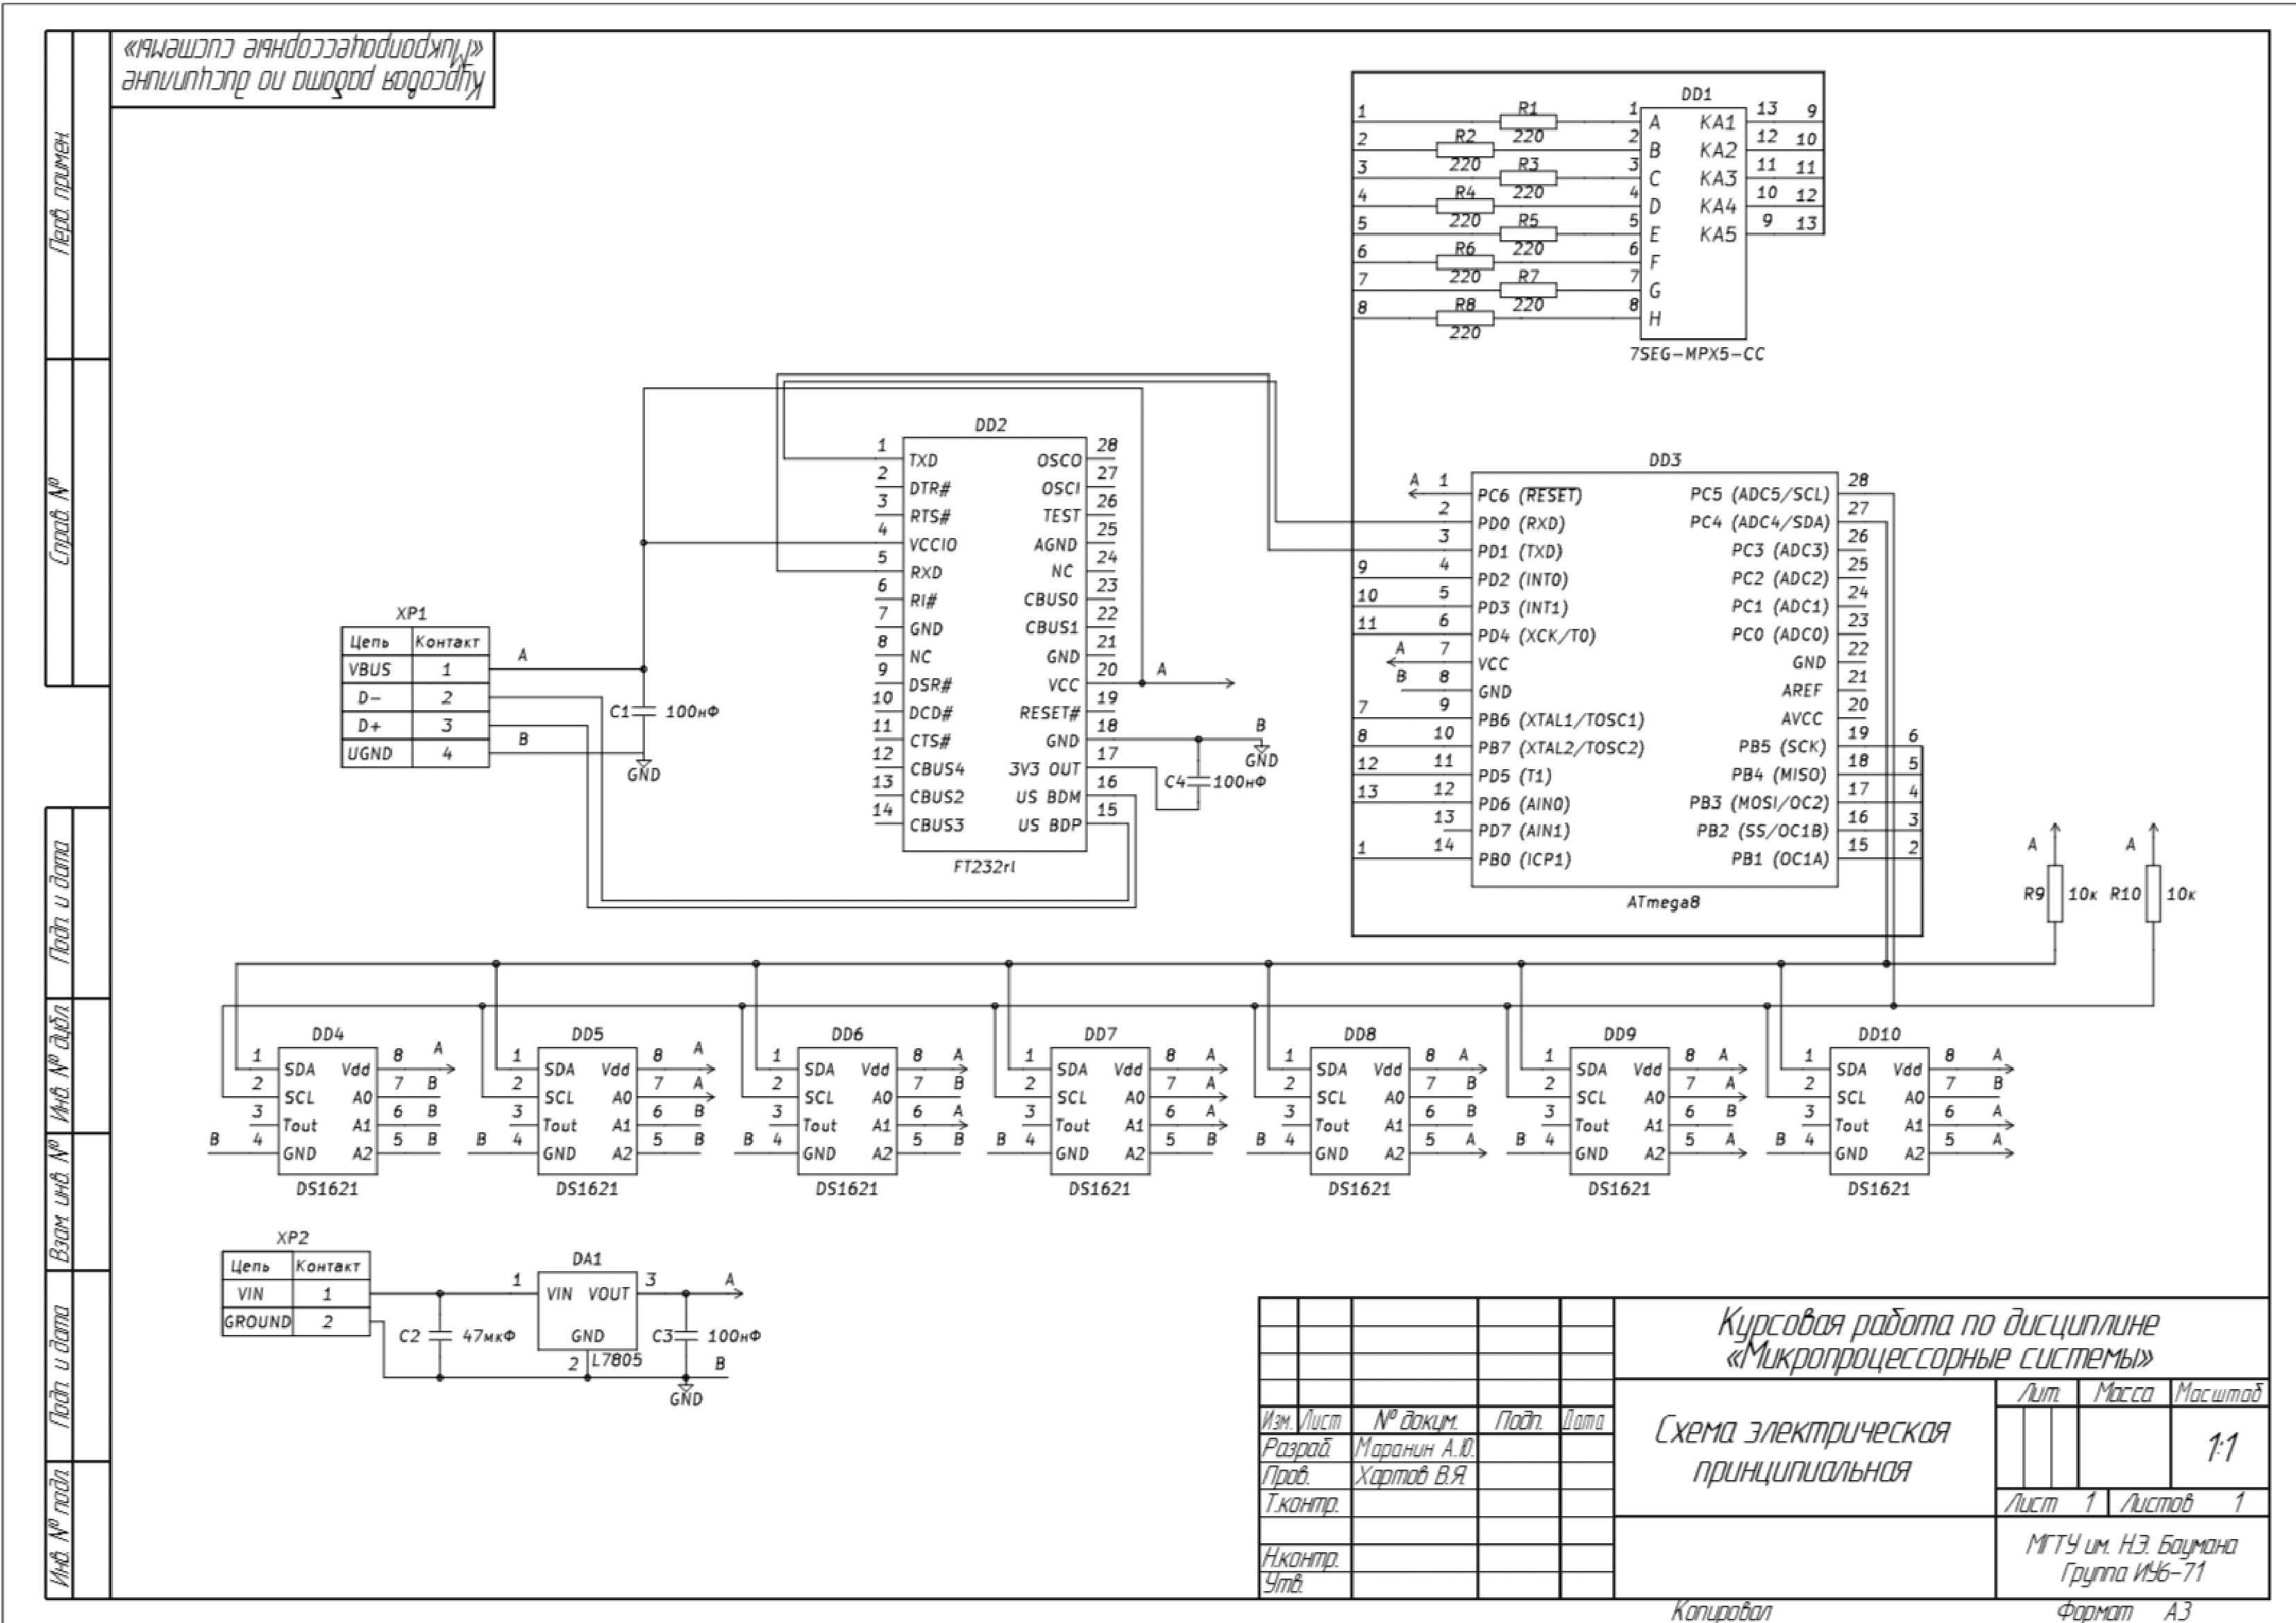 Курсовая работа по дисциплине
«Микропроцессорные системы»
Перв. примен.
Справ. №
Подп. и дата
Инв. № дубл.
Взам. инв. №
Подп. и дата
Инв. № подл.
DD1
1 R1 220 1 A KA1 13 9
2 R2 220 2 B KA2 12 10
3 R3 220 3 C KA3 11 11
4 R4 220 4 D KA4 10 12
5 R5 220 5 E KA5 9 13
6 R6 220 6 F
7 R7 220 7 G
8 R8 220 8 H
7SEG-MPX5-CC
DD2
1 TXD OSCO 28
2 DTR# OSCI 27
3 RTS# TEST 26
4 VCCIO AGND 25
5 RXD NC 24
6 RI# CBUS0 23
7 GND CBUS1 22
8 NC GND 21
9 DSR# VCC 20 A
10 DCD# RESET# 19
11 CTS# GND 18 B
12 CBUS4 3V3 OUT 17
13 CBUS2 US BDM 16
14 CBUS3 US BDP 15
FT232rl
GND
C4 100нФ
XP1
Цепь Контакт
VBUS 1 A
D- 2
D+ 3
UGND 4 B
C1 100нФ
GND
DD3
A 1 PC6 (RESET) PC5 (ADC5/SCL) 28
2 PD0 (RXD) PC4 (ADC4/SDA) 27
3 PD1 (TXD) PC3 (ADC3) 26
9 4 PD2 (INT0) PC2 (ADC2) 25
10 5 PD3 (INT1) PC1 (ADC1) 24
11 6 PD4 (XCK/T0) PC0 (ADC0) 23
A 7 VCC GND 22
B 8 GND AREF 21
7 9 PB6 (XTAL1/TOSC1) AVCC 20
8 10 PB7 (XTAL2/TOSC2) PB5 (SCK) 19 6
12 11 PD5 (T1) PB4 (MISO) 18 5
13 12 PD6 (AIN0) PB3 (MOSI/OC2) 17 4
13 PD7 (AIN1) PB2 (SS/OC1B) 16 3
1 14 PB0 (ICP1) PB1 (OC1A) 15 2
ATmega8
A A
R9 10к R10 10к
DD4
1 SDA Vdd 8 A
2 SCL A0 7 B
3 Tout A1 6 B
B 4 GND A2 5 B
DS1621
DD5
1 SDA Vdd 8 A
2 SCL A0 7 A
3 Tout A1 6 B
B 4 GND A2 5 B
DS1621
DD6
1 SDA Vdd 8 A
2 SCL A0 7 B
3 Tout A1 6 A
B 4 GND A2 5 B
DS1621
DD7
1 SDA Vdd 8 A
2 SCL A0 7 A
3 Tout A1 6 A
B 4 GND A2 5 B
DS1621
DD8
1 SDA Vdd 8 A
2 SCL A0 7 B
3 Tout A1 6 B
B 4 GND A2 5 A
DS1621
DD9
1 SDA Vdd 8 A
2 SCL A0 7 A
3 Tout A1 6 B
B 4 GND A2 5 A
DS1621
DD10
1 SDA Vdd 8 A
2 SCL A0 7 B
3 Tout A1 6 A
B 4 GND A2 5 A
DS1621
XP2
Цепь Контакт
VIN 1
GROUND 2
C2 47мкФ
DA1
1 VIN VOUT 3 A
GND
2 L7805
C3 100нФ
B
GND
Курсовая работа по дисциплине
«Микропроцессорные системы»
Схема электрическая
принципиальная
Лит. Масса Масштаб
1:1
Лист 1 Листов 1
МГТУ им. Н.Э. Баумана
Группа ИУ6-71
Изм. Лист № докум. Подп. Дата
Разраб. Маранин А.Ю.
Пров. Хартов В.Я.
Т.контр.
Н.контр.
Утв.
Копировал Формат A3